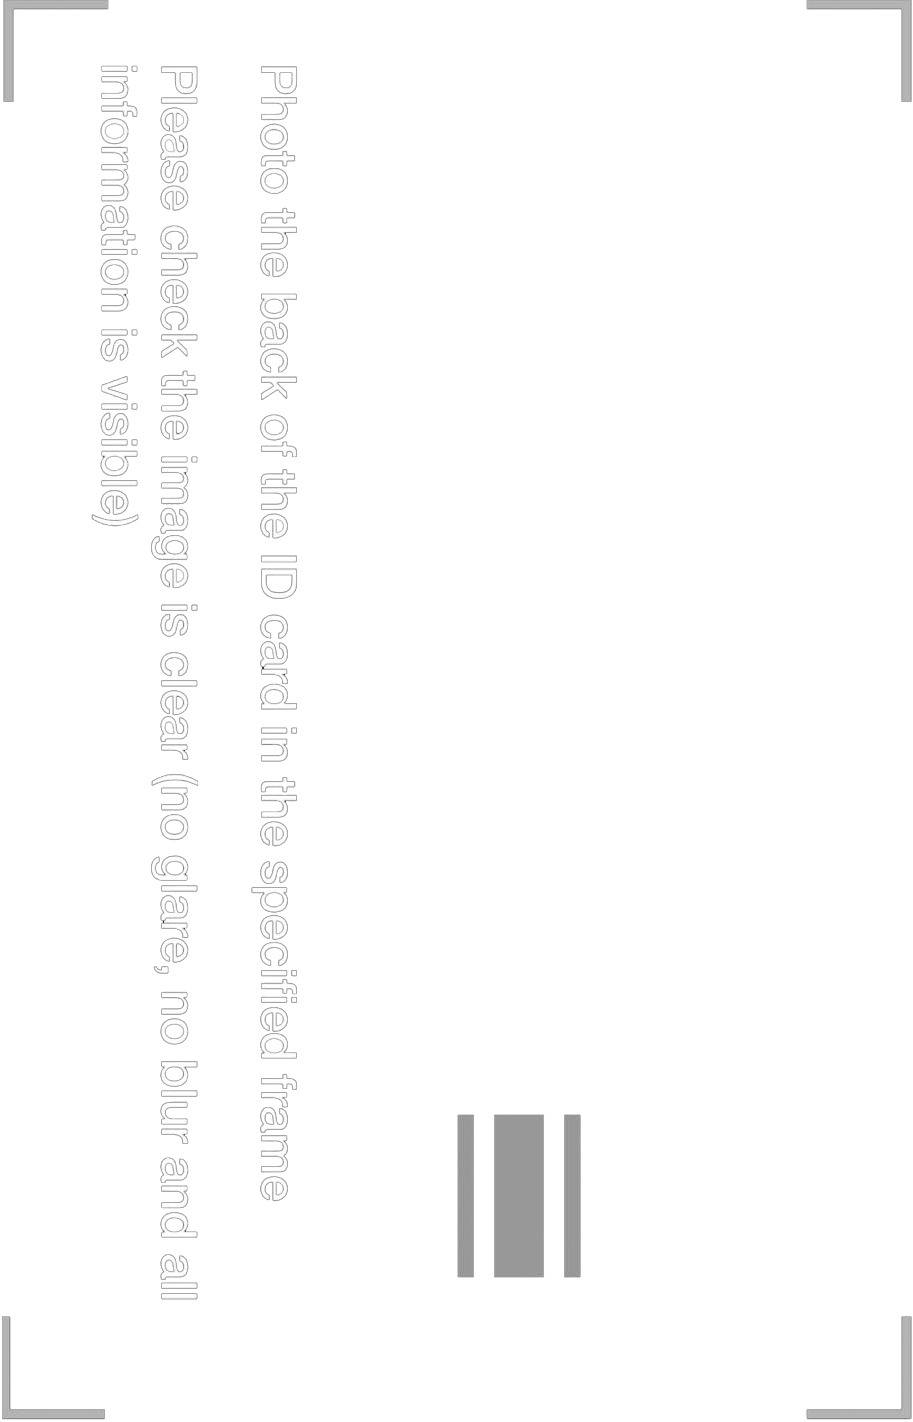 Photo the back of the ID card in the specified frame
Please check the image is clear (no glare, no blur and all
information is visible)